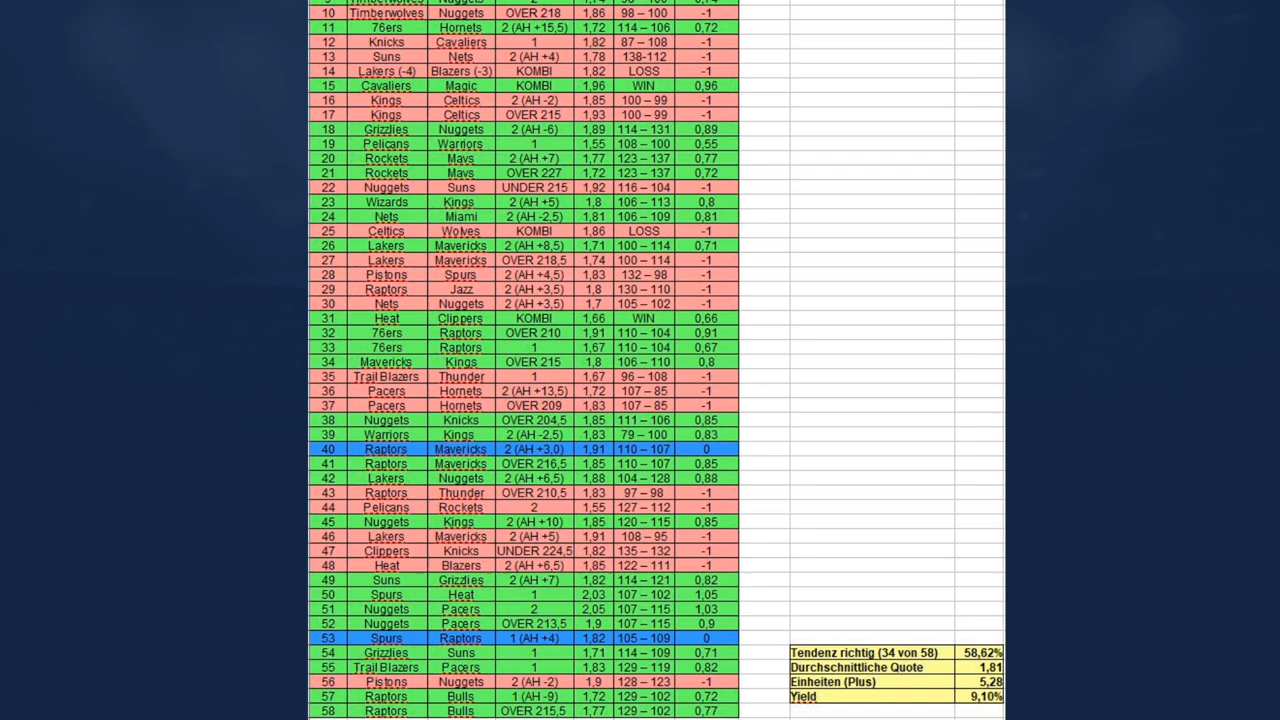 9 Timberwolves Nuggets 2 1,74 98 – 100 0,74
10 Timberwolves Nuggets OVER 218 1,86 98 – 100 -1
11 76ers Hornets 2 (AH +15,5) 1,72 114 – 106 0,72
12 Knicks Cavaliers 1 1,82 87 – 108 -1
13 Suns Nets 2 (AH +4) 1,78 138-112 -1
14 Lakers (-4) Blazers (-3) KOMBI 1,82 LOSS -1
15 Cavaliers Magic KOMBI 1,96 WIN 0,96
16 Kings Celtics 2 (AH -2) 1,85 100 – 99 -1
17 Kings Celtics OVER 215 1,93 100 – 99 -1
18 Grizzlies Nuggets 2 (AH -6) 1,89 114 – 131 0,89
19 Pelicans Warriors 1 1,55 108 – 100 0,55
20 Rockets Mavs 2 (AH +7) 1,77 123 – 137 0,77
21 Rockets Mavs OVER 227 1,72 123 – 137 0,72
22 Nuggets Suns UNDER 215 1,92 116 – 104 -1
23 Wizards Kings 2 (AH +5) 1,8 106 – 113 0,8
24 Nets Miami 2 (AH -2,5) 1,81 106 – 109 0,81
25 Celtics Wolves KOMBI 1,86 LOSS -1
26 Lakers Mavericks 2 (AH +8,5) 1,71 100 – 114 0,71
27 Lakers Mavericks OVER 218,5 1,74 100 – 114 -1
28 Pistons Spurs 2 (AH +4,5) 1,83 132 – 98 -1
29 Raptors Jazz 2 (AH +3,5) 1,8 130 – 110 -1
30 Nets Nuggets 2 (AH +3,5) 1,7 105 – 102 -1
31 Heat Clippers KOMBI 1,66 WIN 0,66
32 76ers Raptors OVER 210 1,91 110 – 104 0,91
33 76ers Raptors 1 1,67 110 – 104 0,67
34 Mavericks Kings OVER 215 1,8 106 – 110 0,8
35 Trail Blazers Thunder 1 1,67 96 – 108 -1
36 Pacers Hornets 2 (AH +13,5) 1,72 107 – 85 -1
37 Pacers Hornets OVER 209 1,83 107 – 85 -1
38 Nuggets Knicks OVER 204,5 1,85 111 – 106 0,85
39 Warriors Kings 2 (AH -2,5) 1,83 79 – 100 0,83
40 Raptors Mavericks 2 (AH +3,0) 1,91 110 – 107 0
41 Raptors Mavericks OVER 216,5 1,85 110 – 107 0,85
42 Lakers Nuggets 2 (AH +6,5) 1,88 104 – 128 0,88
43 Raptors Thunder OVER 210,5 1,83 97 – 98 -1
44 Pelicans Rockets 2 1,55 127 – 112 -1
45 Nuggets Kings 2 (AH +10) 1,85 120 – 115 0,85
46 Lakers Mavericks 2 (AH +5) 1,91 108 – 95 -1
47 Clippers Knicks UNDER 224,5 1,82 135 – 132 -1
48 Heat Blazers 2 (AH +6,5) 1,85 122 – 111 -1
49 Suns Grizzlies 2 (AH +7) 1,82 114 – 121 0,82
50 Spurs Heat 1 2,03 107 – 102 1,05
51 Nuggets Pacers 2 2,05 107 – 115 1,03
52 Nuggets Pacers OVER 213,5 1,9 107 – 115 0,9
53 Spurs Raptors 1 (AH +4) 1,82 105 – 109 0
54 Grizzlies Suns 1 1,71 114 – 109 0,71 Tendenz richtig (34 von 58) 58,62%
55 Trail Blazers Pacers 1 1,83 129 – 119 0,82 Durchschnittliche Quote 1,81
56 Pistons Nuggets 2 (AH -2) 1,9 128 – 123 -1 Einheiten (Plus) 5,28
57 Raptors Bulls 1 (AH -9) 1,72 129 – 102 0,72 Yield 9,10%
58 Raptors Bulls OVER 215,5 1,77 129 – 102 0,77